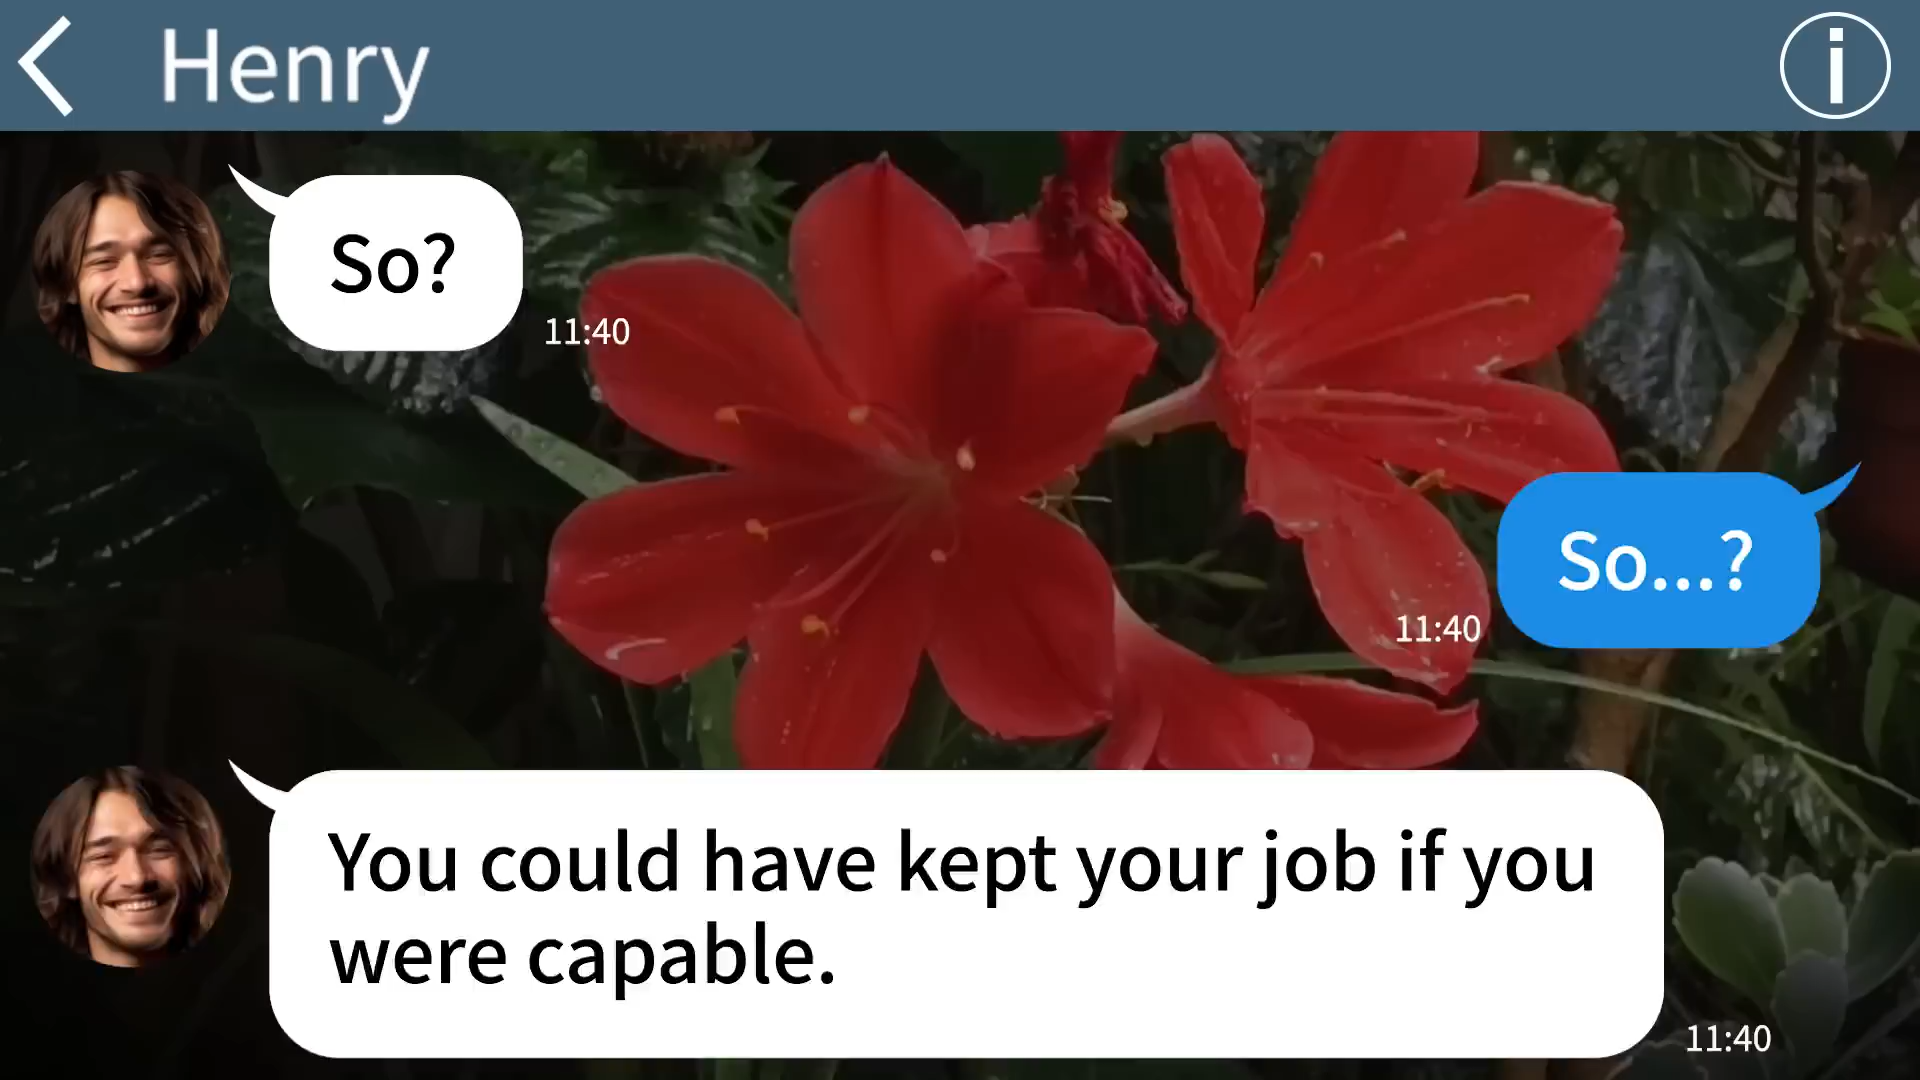 Henry
So?
11:40
So...?
11:40
You could have kept your job if you
were capable.
11:40